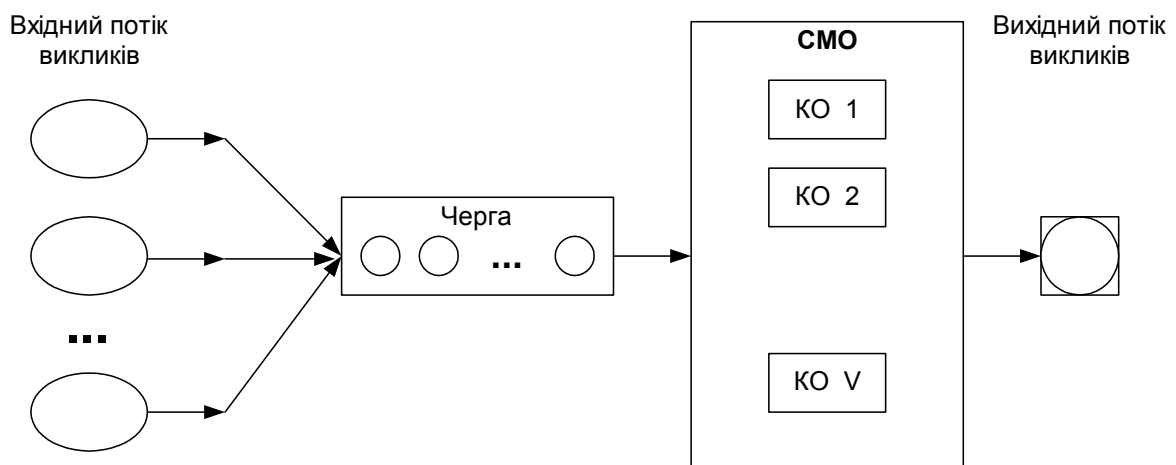 Вхідний потік
викликів
СМО
Вихідний потік
викликів
КО 1
КО 2
Черга
...
...
КО V